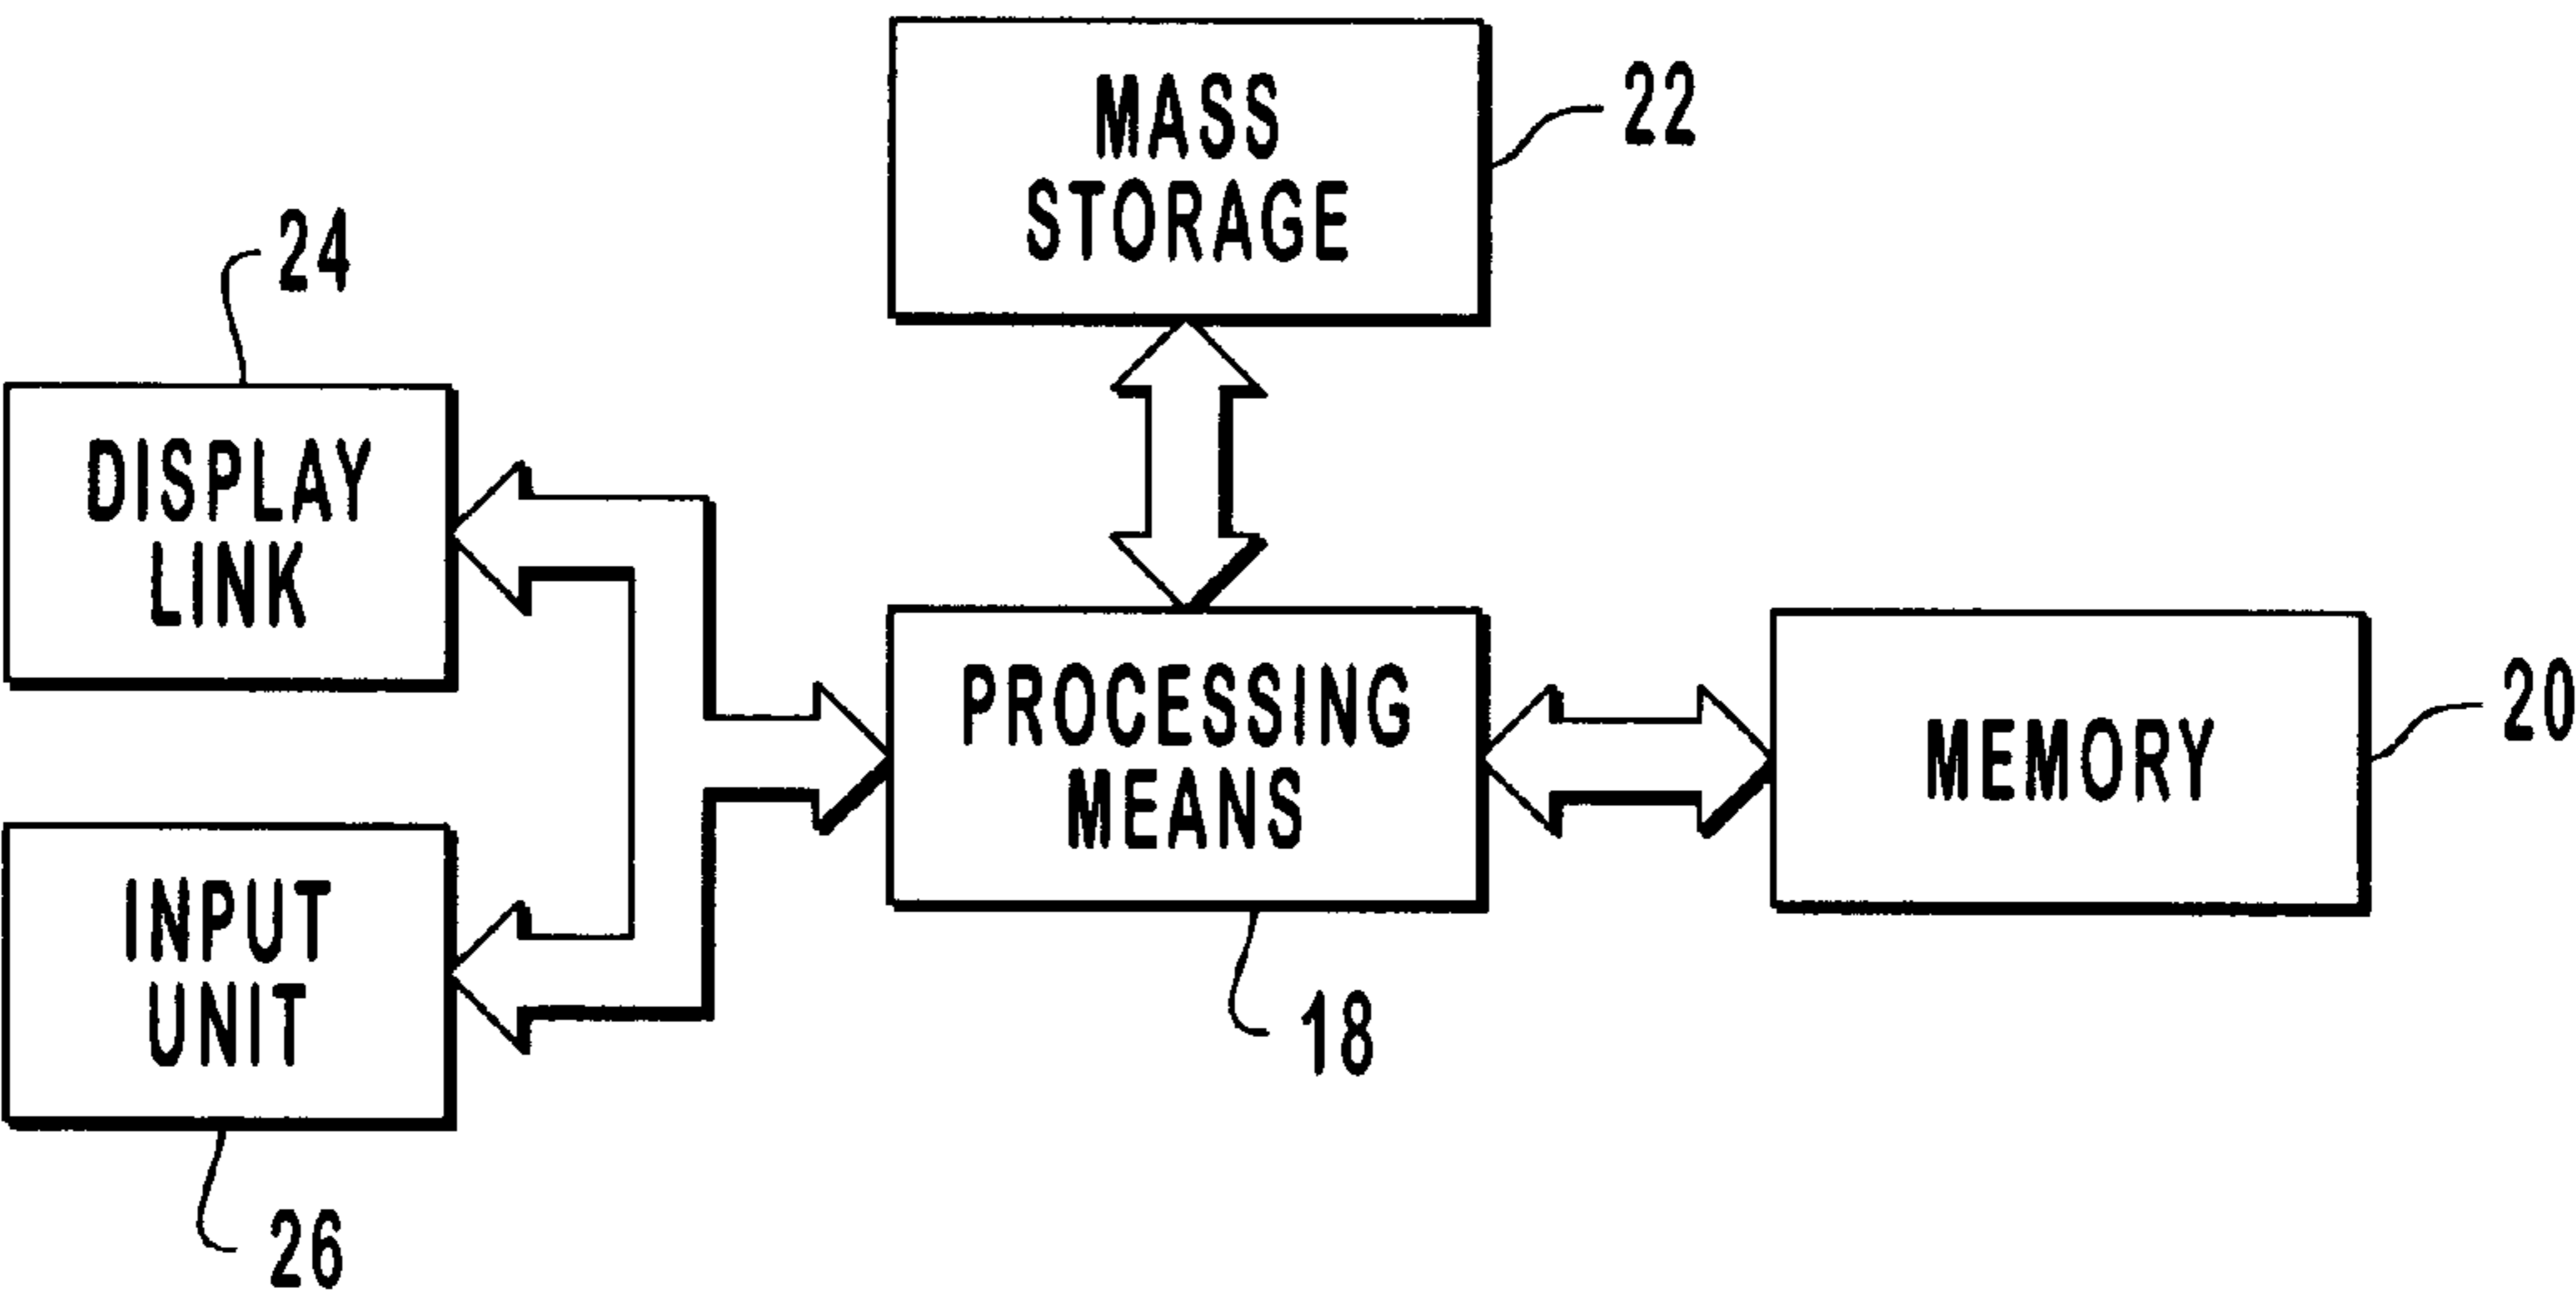 MASS
STORAGE
22
24
DISPLAY
LINK
PROCESSING
MEANS
18
MEMORY
20
INPUT
UNIT
26